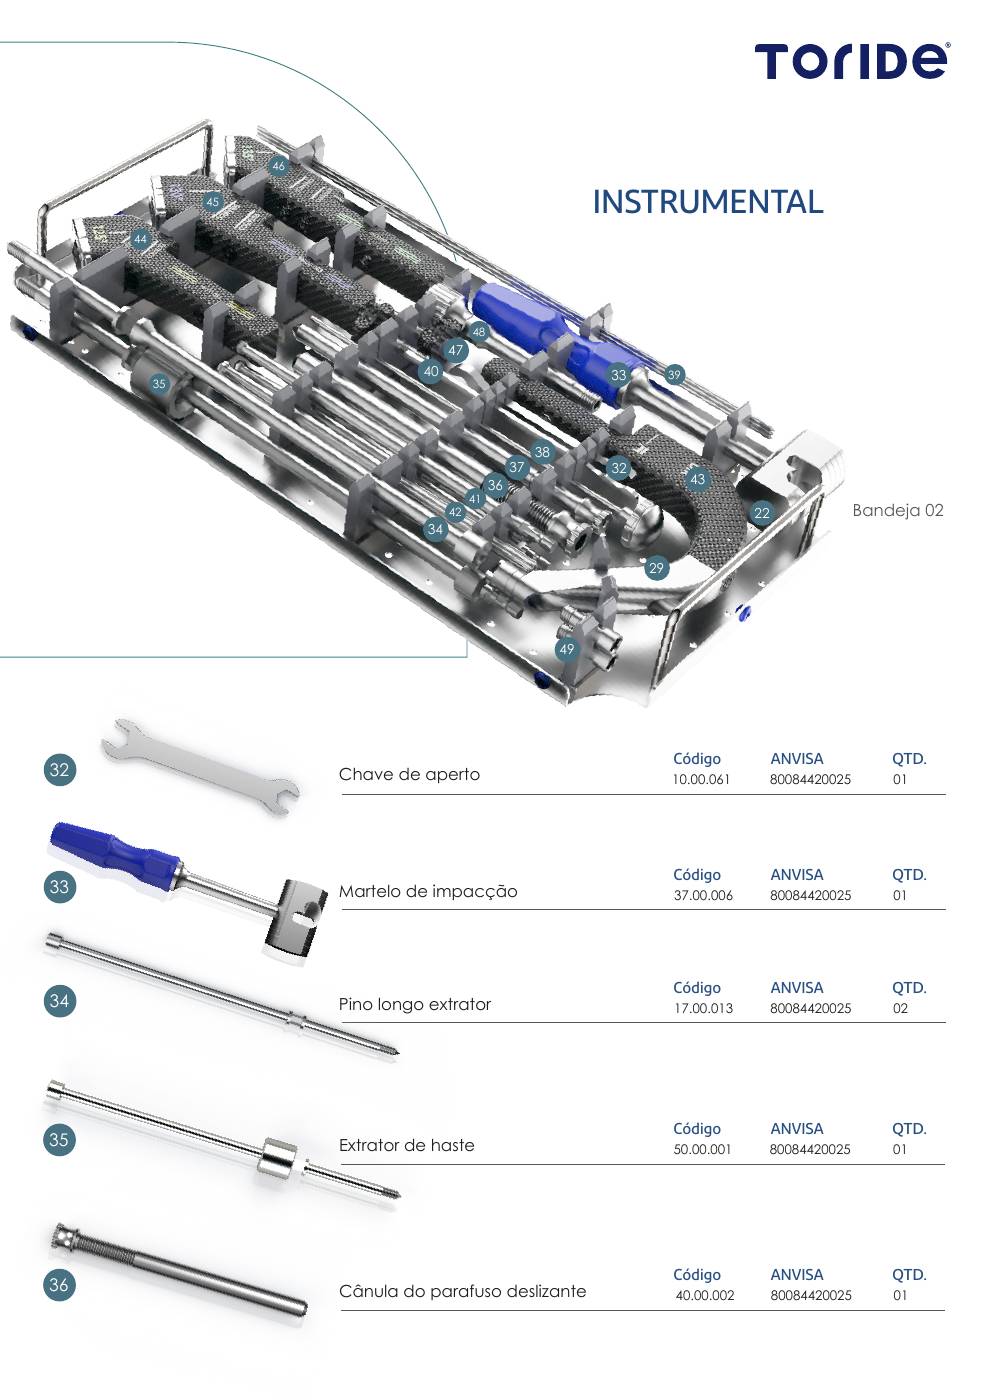 TORIDE®
INSTRUMENTAL
46
45
44
48
47
40
33
39
35
38
37
36
41
42
34
32
43
22
29
49
Bandeja 02
32
Chave de aperto
Código ANVISA QTD.
10.00.061 80084420025 01
33
Martelo de impacção
Código ANVISA QTD.
37.00.006 80084420025 01
34
Pino longo extrator
Código ANVISA QTD.
17.00.013 80084420025 02
35
Extrator de haste
Código ANVISA QTD.
50.00.001 80084420025 01
36
Cânula do parafuso deslizante
Código ANVISA QTD.
40.00.002 80084420025 01